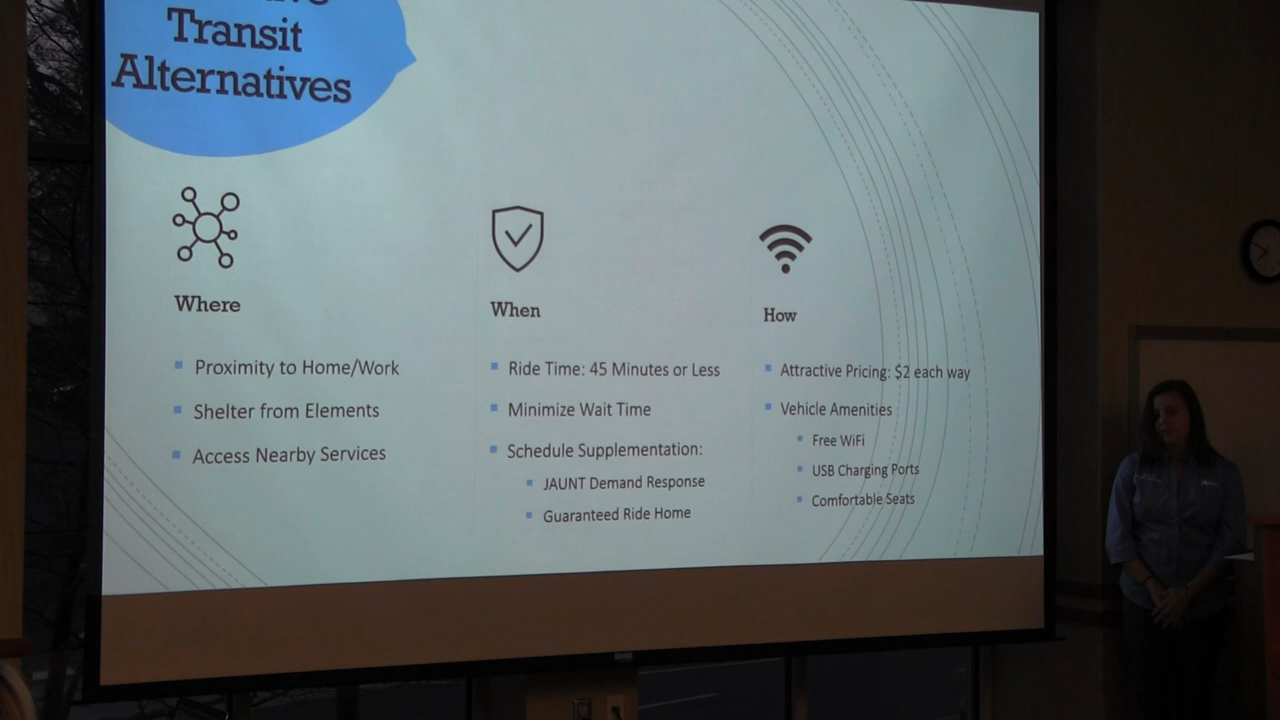 Transit
Alternatives
Where
Proximity to Home/Work
Shelter from Elements
Access Nearby Services
When
Ride Time: 45 Minutes or Less
Minimize Wait Time
Schedule Supplementation:
JAUNT Demand Response
Guaranteed Ride Home
How
Attractive Pricing: $2 each way
Vehicle Amenities
Free WiFi
USB Charging Ports
Comfortable Seats